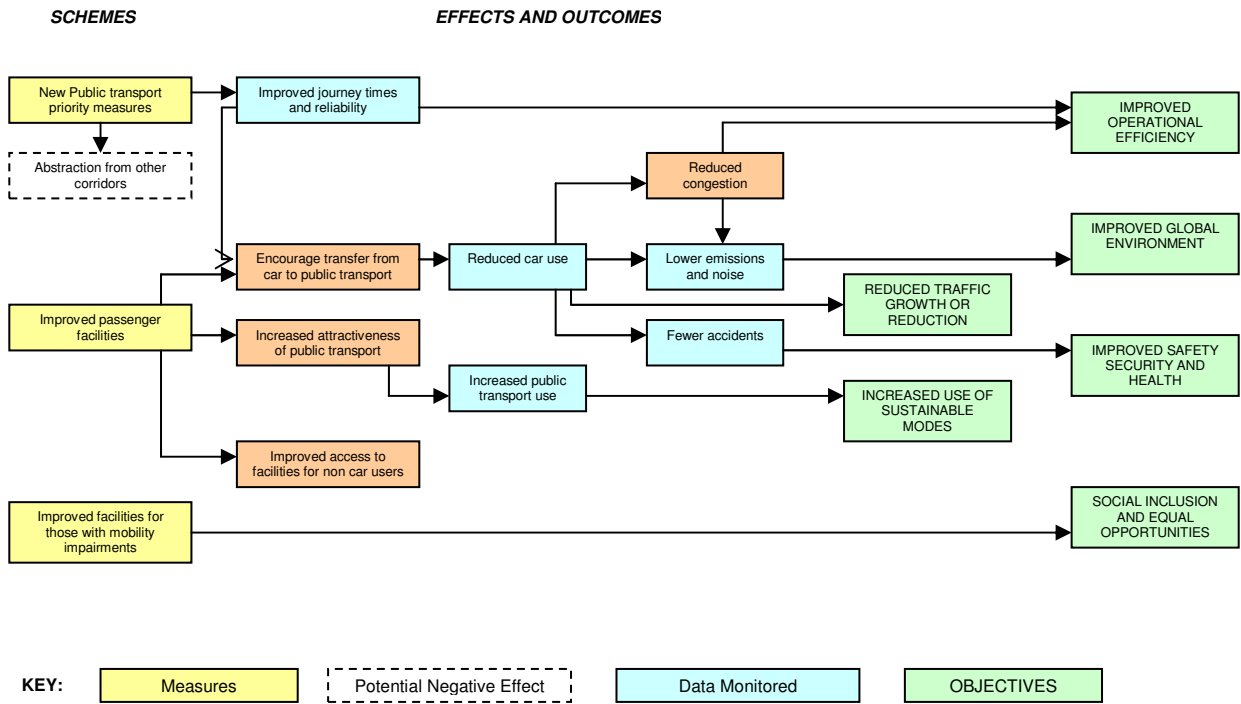 SCHEMES
EFFECTS AND OUTCOMES
New Public transport
priority measures
Improved journey times
and reliability
IMPROVED
OPERATIONAL
EFFICIENCY
Abstraction from other
corridors
Reduced
congestion
Encourage transfer from
car to public transport
Reduced car use
Lower emissions
and noise
IMPROVED GLOBAL
ENVIRONMENT
REDUCED TRAFFIC
GROWTH OR
REDUCTION
Improved passenger
facilities
Increased attractiveness
of public transport
Fewer accidents
IMPROVED SAFETY
SECURITY AND
HEALTH
Increased public
transport use
INCREASED USE OF
SUSTAINABLE
MODES
Improved access to
facilities for non car users
Improved facilities for
those with mobility
impairments
SOCIAL INCLUSION
AND EQUAL
OPPORTUNITIES
KEY:
Measures
Potential Negative Effect
Data Monitored
OBJECTIVES